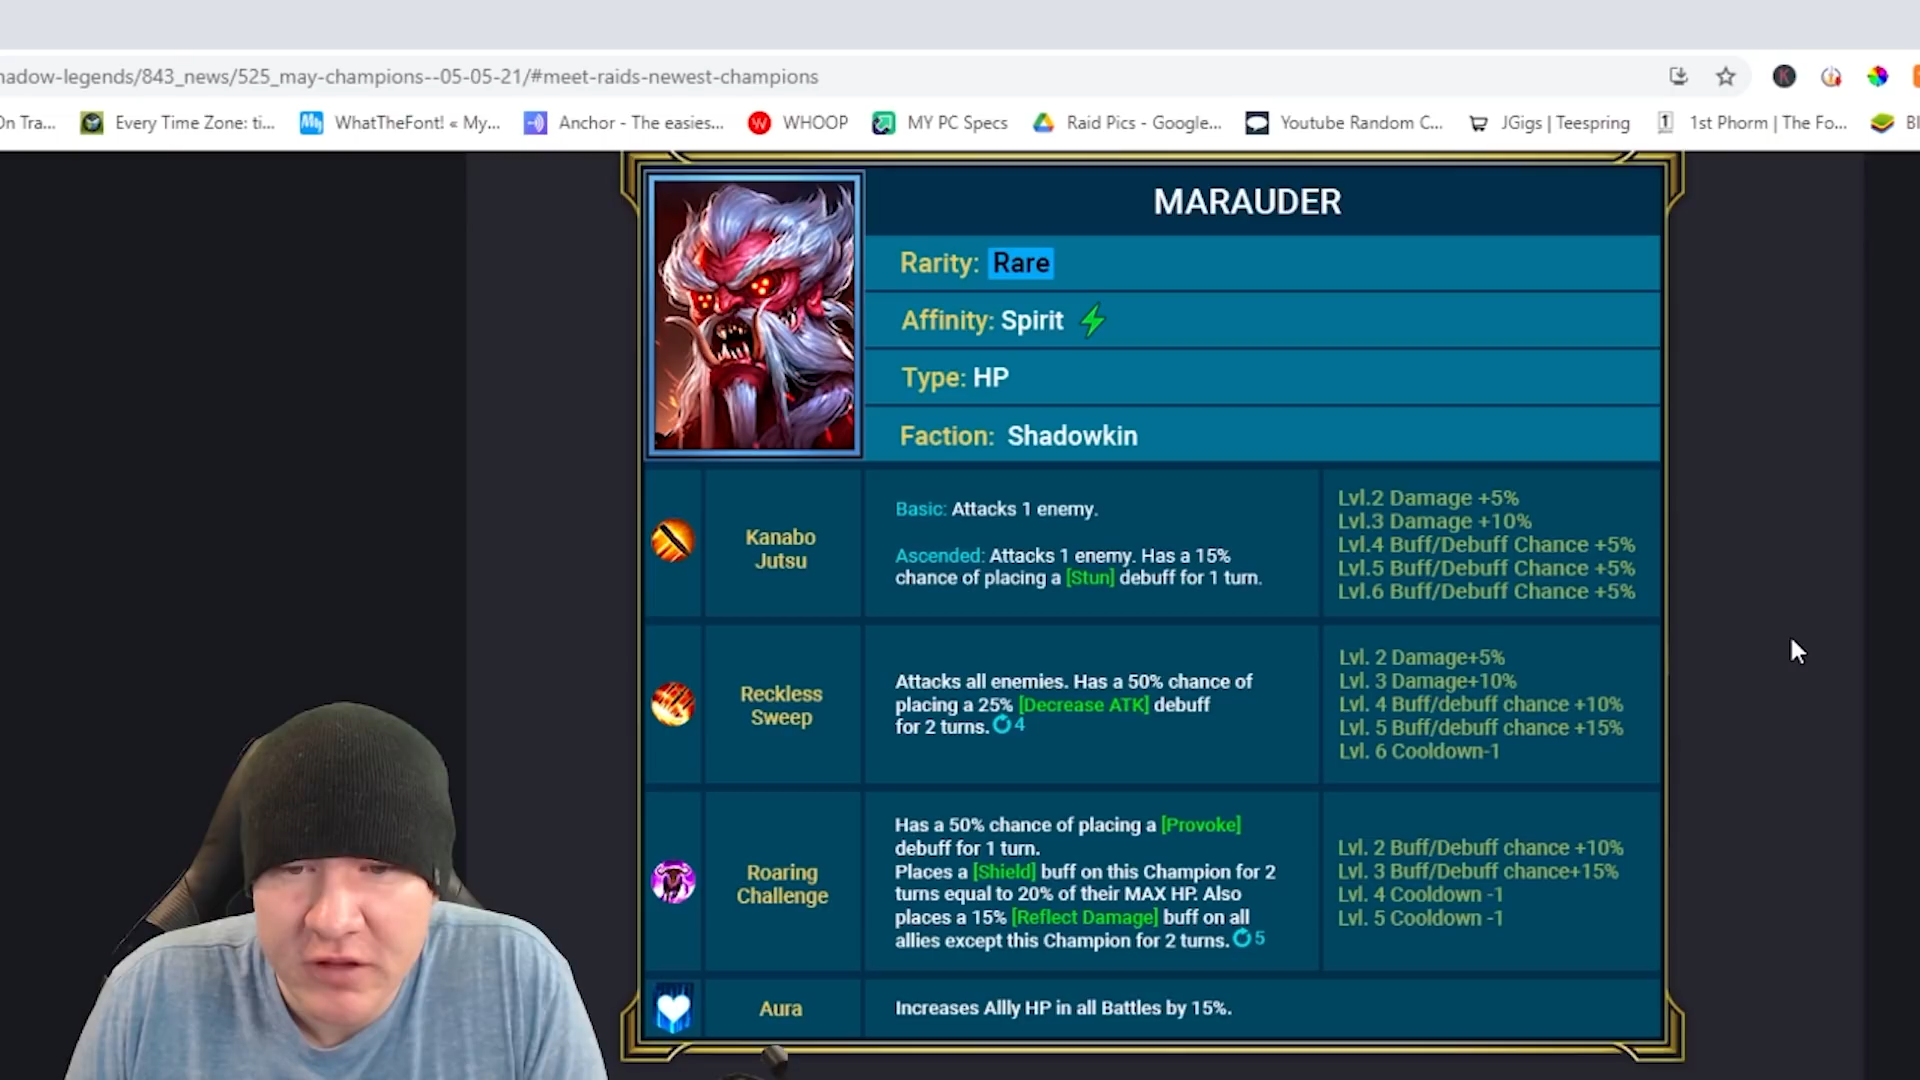 hadow-legends/843_news/525_may-champions--05-05-21/#meet-raids-newest-champions
On Tra...
Every Time Zone: ti...
WhatTheFont! « My...
Anchor - The easies...
WHOOP
MY PC Specs
Raid Pics - Google...
Youtube Random C...
JGigs | Teespring
1st Phorm | The Fo...
Bl
MARAUDER
Rarity: Rare
Affinity: Spirit
Type: HP
Faction: Shadowkin
Kanabo
Jutsu
Basic: Attacks 1 enemy.
Ascended: Attacks 1 enemy. Has a 15%
chance of placing a [Stun] debuff for 1 turn.
Lvl.2 Damage +5%
Lvl.3 Damage +10%
Lvl.4 Buff/Debuff Chance +5%
Lvl.5 Buff/Debuff Chance +5%
Lvl.6 Buff/Debuff Chance +5%
Reckless
Sweep
Attacks all enemies. Has a 50% chance of
placing a 25% [Decrease ATK] debuff
for 2 turns. 4
Lvl. 2 Damage+5%
Lvl. 3 Damage+10%
Lvl. 4 Buff/debuff chance +10%
Lvl. 5 Buff/debuff chance +15%
Lvl. 6 Cooldown-1
Roaring
Challenge
Has a 50% chance of placing a [Provoke]
debuff for 1 turn.
Places a [Shield] buff on this Champion for 2
turns equal to 20% of their MAX HP. Also
places a 15% [Reflect Damage] buff on all
allies except this Champion for 2 turns. 5
Lvl. 2 Buff/Debuff chance +10%
Lvl. 3 Buff/Debuff chance+15%
Lvl. 4 Cooldown -1
Lvl. 5 Cooldown -1
Aura
Increases Allly HP in all Battles by 15%.